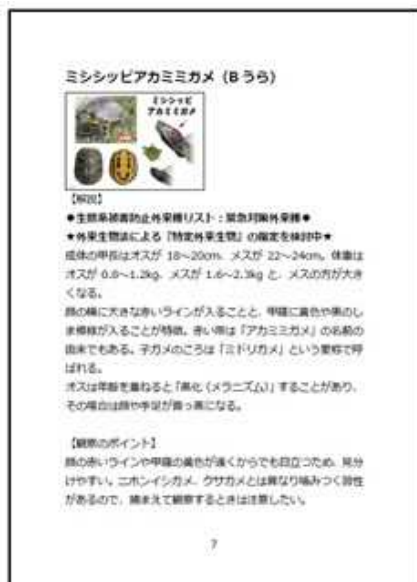 ミシシッピアカミミガメ（Bうら）
ミシシッピ
アカミミガメ
【解説】
◆生態系被害防止外来種リスト：緊急対策外来種◆
★外来生物法による『特定外来生物』の指定を検討中★
成体の甲長はオスが 18～20cm、メスが 22～24cm。体重は
オスが 0.8～1.2kg、メスが 1.6～2.3kg と、メスの方が大き
くなる。
顔の横に大きな赤いラインが入ることと、甲羅に黄色や黒のし
ま模様が入ることが特徴。赤い帯は「アカミミガメ」の名前の
由来でもある。子ガメのころは「ミドリガメ」という愛称で呼
ばれる。
オスは年齢を重ねると「黒化（メラニズム）」することがあり、
その場合は顔や手足が真っ黒になる。
【観察のポイント】
顔の赤いラインや甲羅の黄色が遠くからでも目立つため、見分
けやすい。ニホンイシガメ、クサガメとは異なり噛みつく習性
があるので、捕まえて観察するときは注意したい。
7